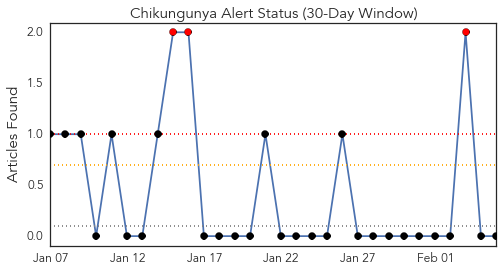 Chikungunya Alert Status (30-Day Window)
Articles Found
2.0
1.5
1.0
0.5
0.0
Jan 07 Jan 12 Jan 17 Jan 22 Jan 27 Feb 01